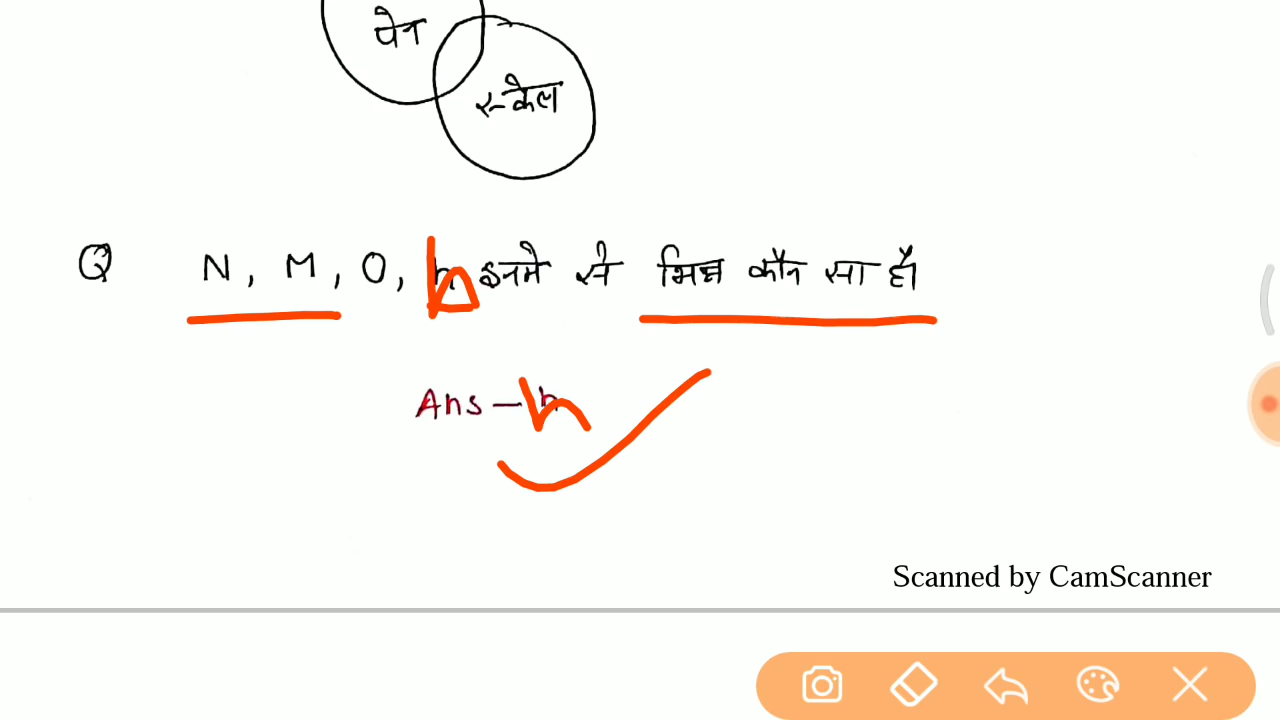 पेन
स्केल
Q N, M, O, h इनमे से भिन्न कौन सा है।
Ans – h
Scanned by CamScanner